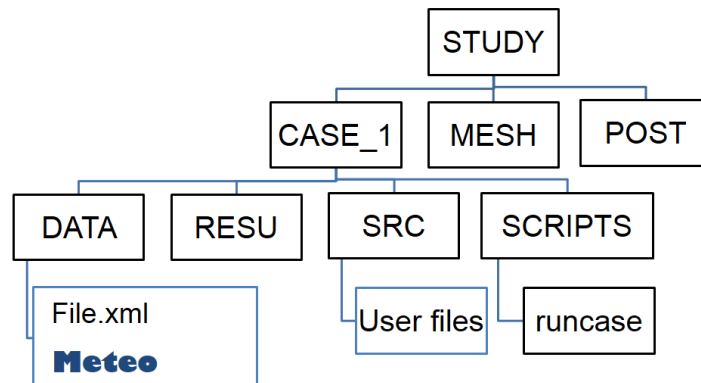 STUDY
CASE_1
MESH
POST
DATA
RESU
SRC
SCRIPTS
File.xml
Meteo
User files
runcase